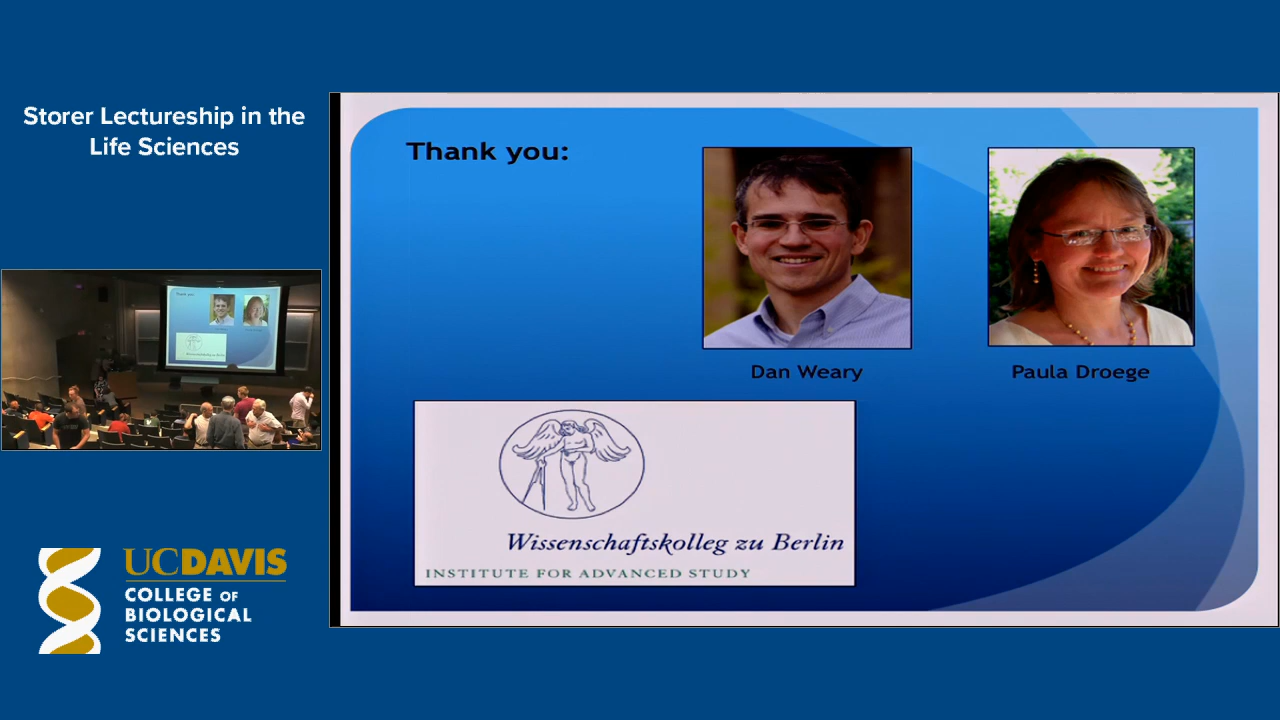 Storer Lectureship in the
Life Sciences
Thank you:
Dan Weary
Paula Droege
Wissenschaftskolleg zu Berlin
INSTITUTE FOR ADVANCED STUDY
UCDAVIS
COLLEGE OF
BIOLOGICAL
SCIENCES